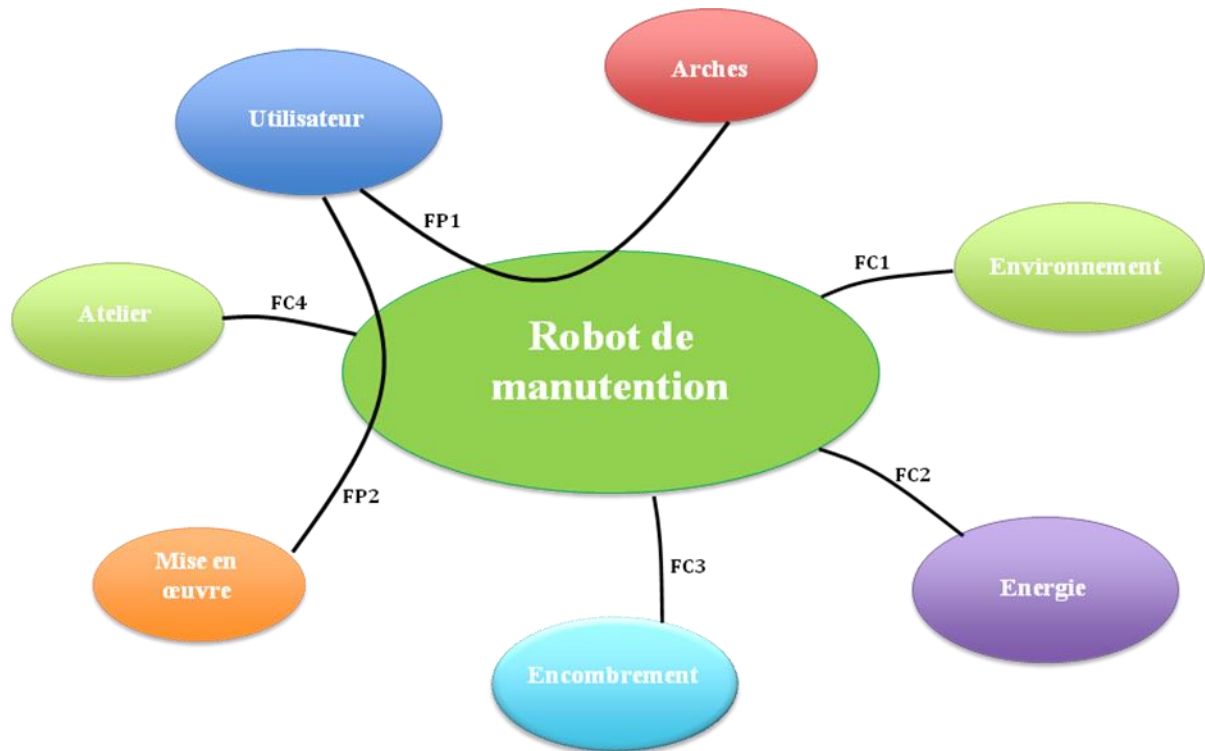 Arches
Utilisateur
FP1
FC1
Environnement
Atelier
FC4
Robot de
manutention
FC2
FP2
Mise en
œuvre
FC3
Energie
Encombrement